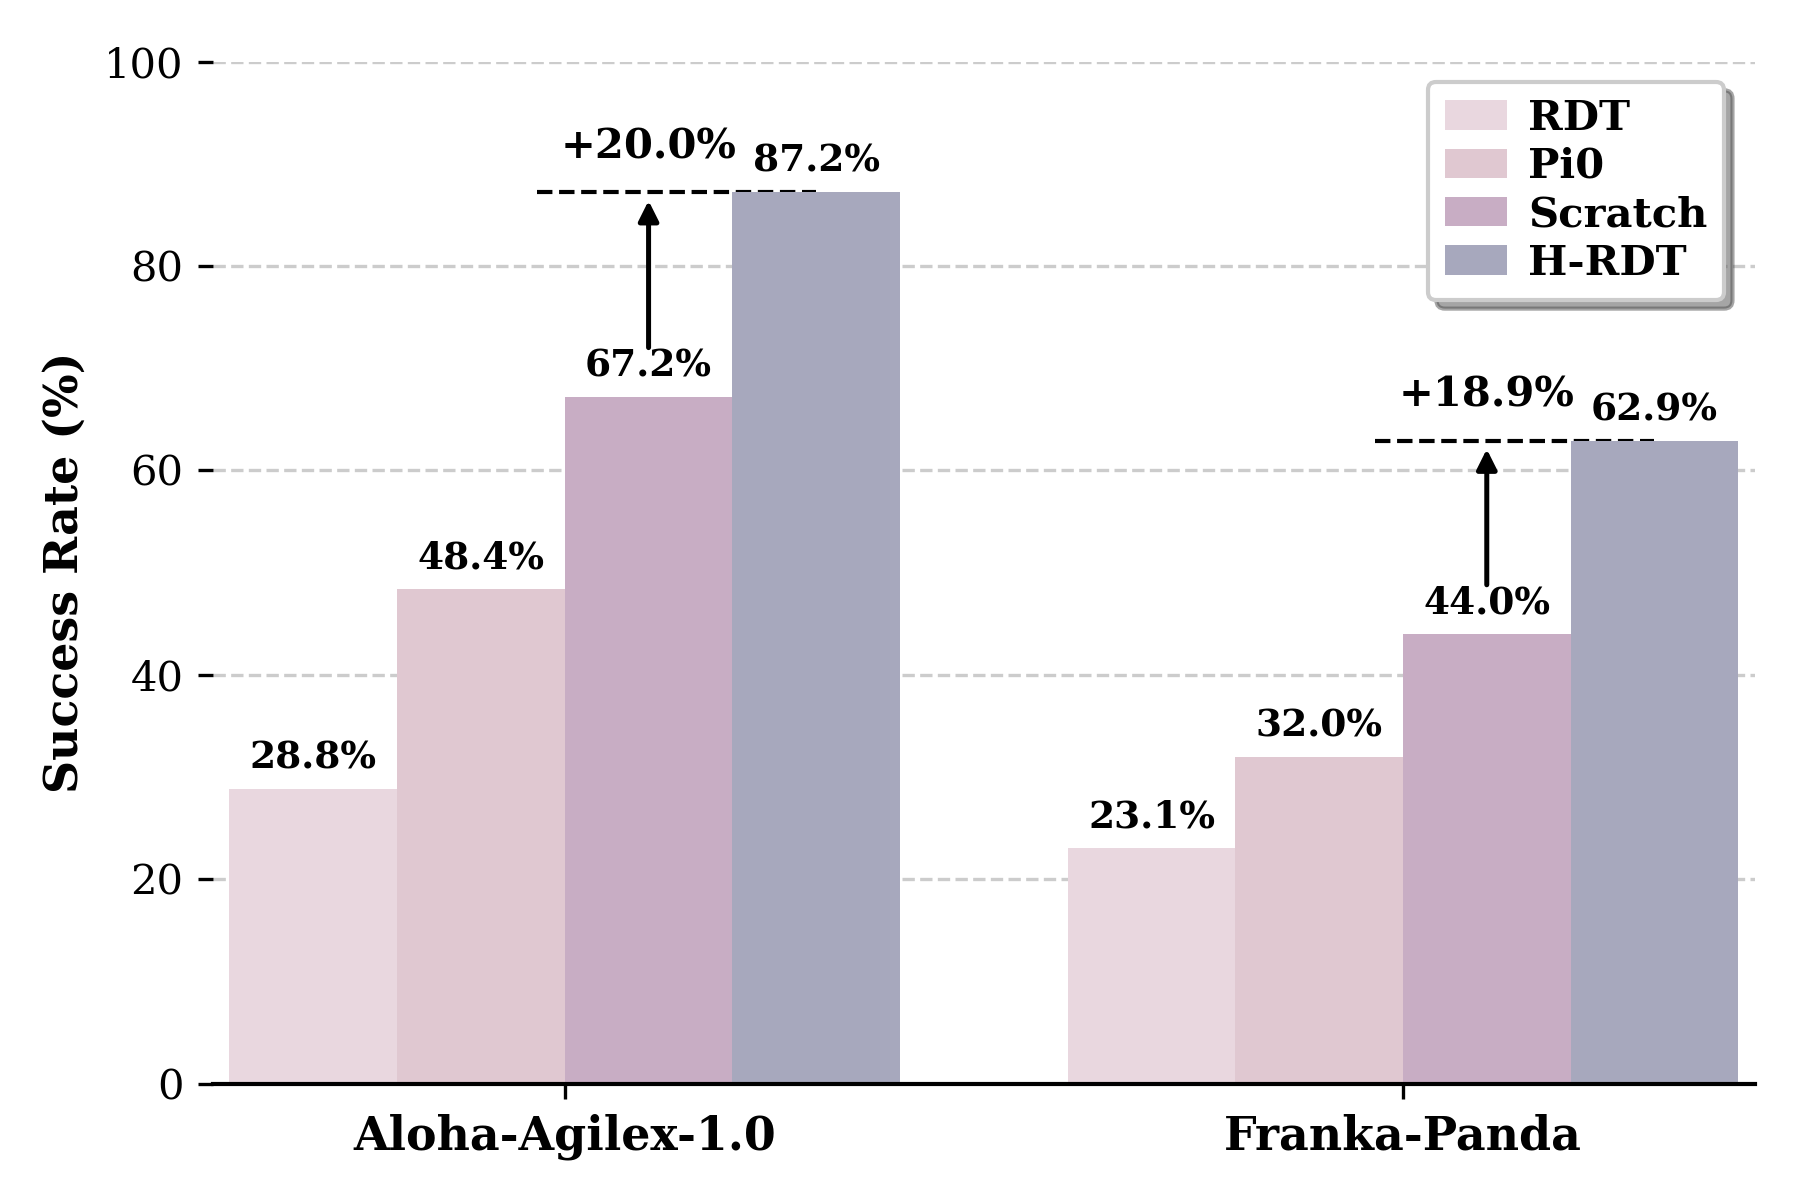 Success Rate (%)
100
80
60
40
20
0
RDT
Pi0
Scratch
H-RDT
+20.0%
87.2%
67.2%
48.4%
28.8%
+18.9%
62.9%
44.0%
32.0%
23.1%
Aloha-Agilex-1.0
Franka-Panda